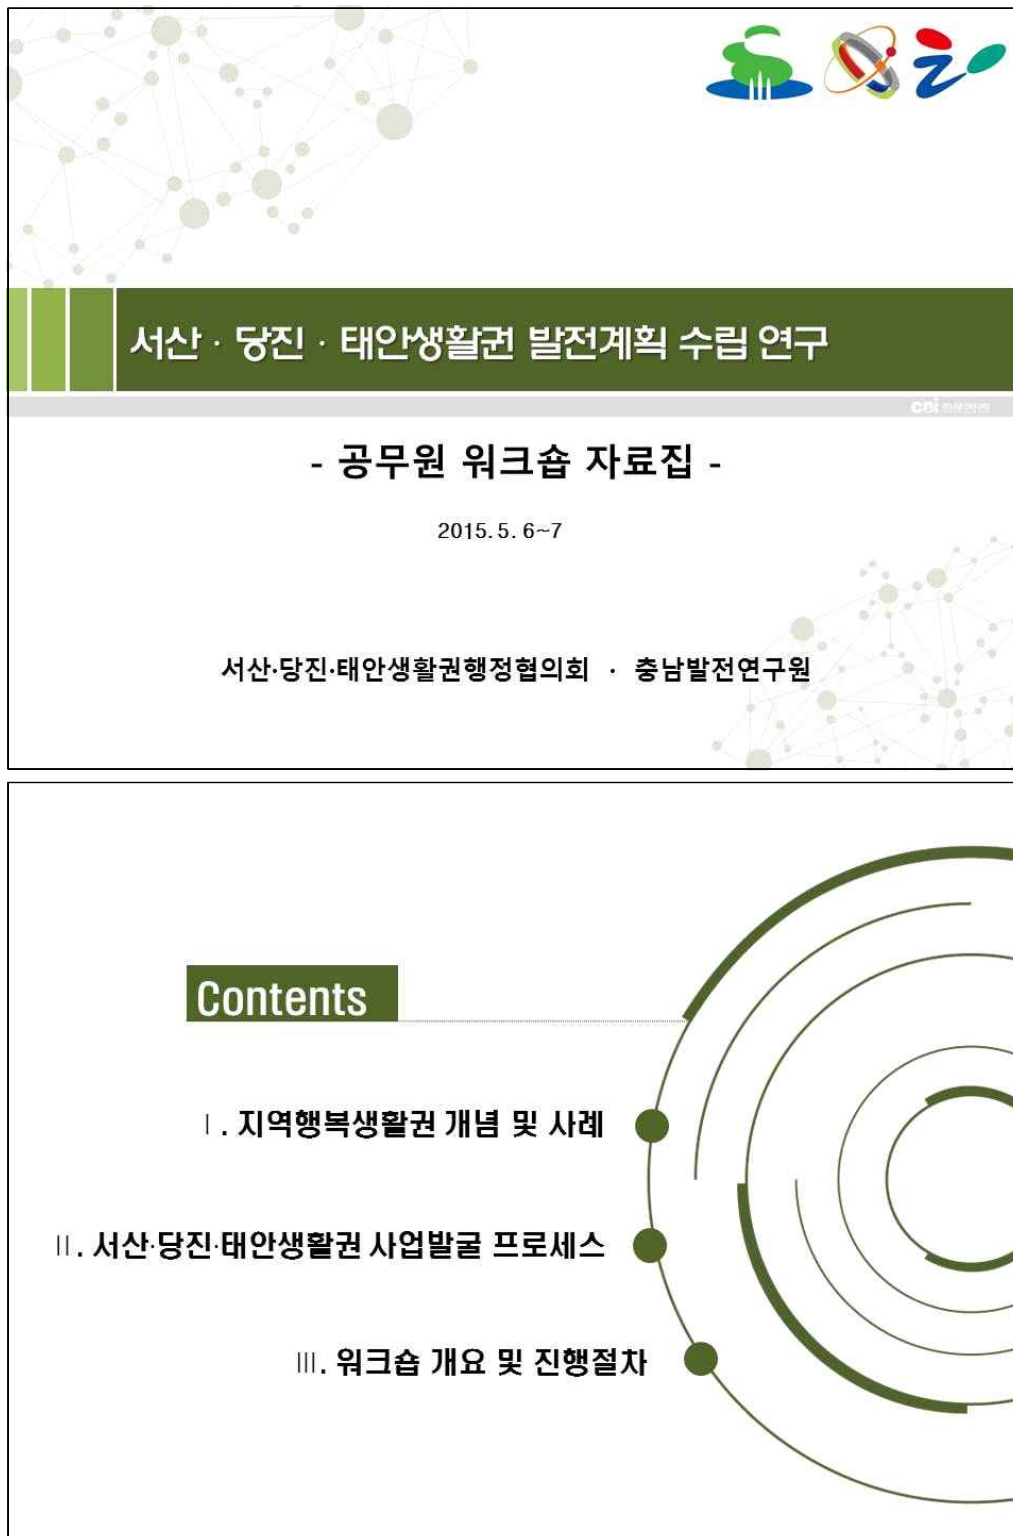 서산 · 당진 · 태안생활권 발전계획 수립 연구
cni
- 공무원 워크숍 자료집 -
2015. 5. 6~7
서산·당진·태안생활권행정협의회 · 충남발전연구원
Contents
Ⅰ. 지역행복생활권 개념 및 사례
Ⅱ. 서산·당진·태안생활권 사업발굴 프로세스
Ⅲ. 워크숍 개요 및 진행절차